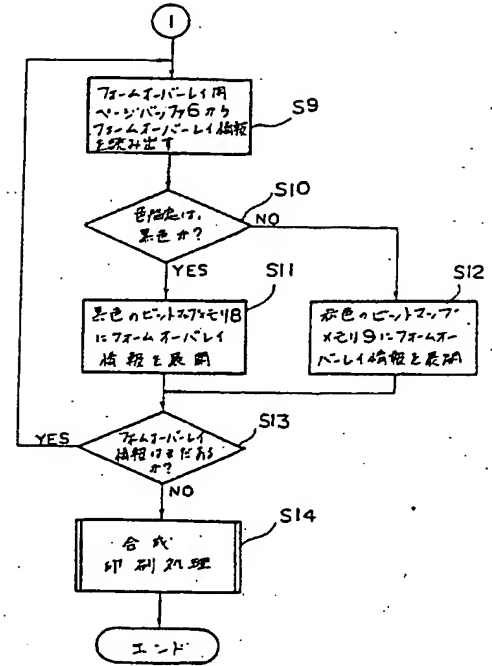 1
フォームオーバーレイ用
ページバッファ6から
フォームオーバーレイ情報
を読み出す
S9
色指定は、
黒色か?
S10
NO
YES
S11
黒色のビットマップメモリ8
にフォームオーバレイ
情報を展開
S12
赤色のビットマップ
メモリ9にフォームオー
バーレイ情報を展開
フォームオーバーレイ
情報はまだある
か?
S13
YES
NO
合成
印刷処理
S14
エンド